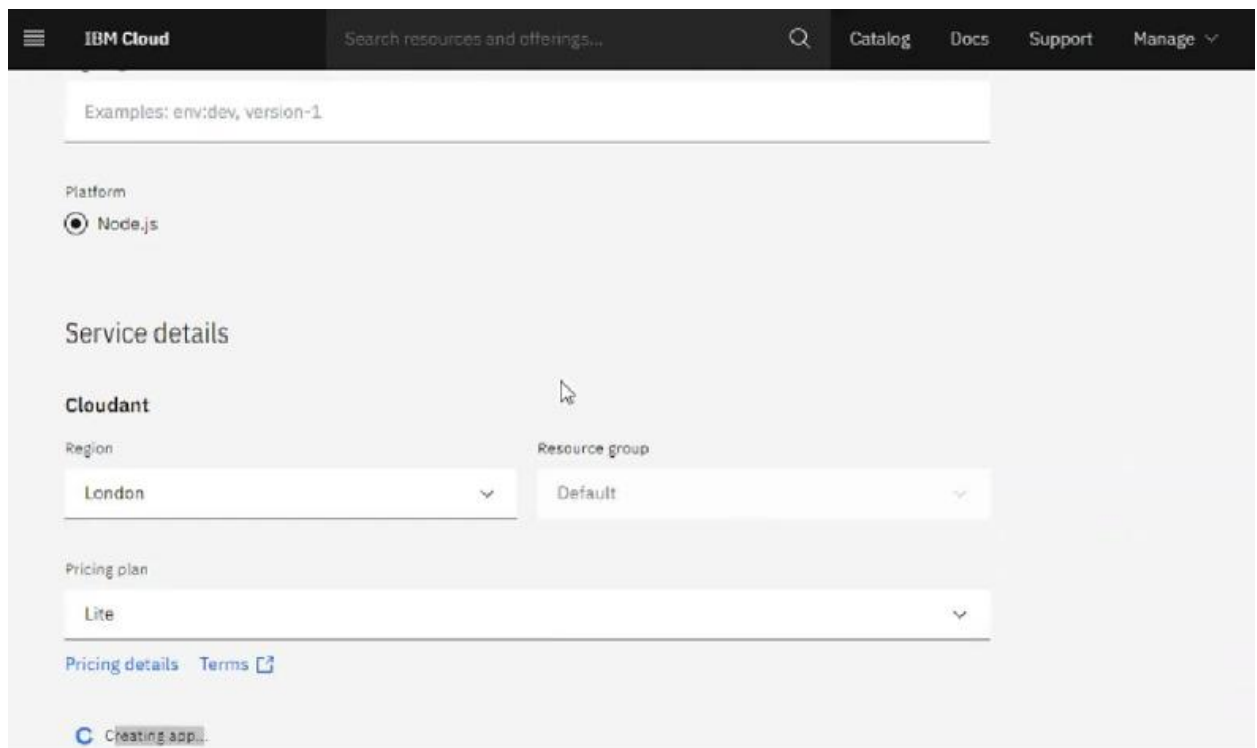 IBM Cloud Search resources and offerings... Catalog Docs Support Manage
Examples: env:dev, version-1
Platform
Node.js
Service details
Cloudant
Region Resource group
London Default
Pricing plan
Lite
Pricing details Terms
Creating app...